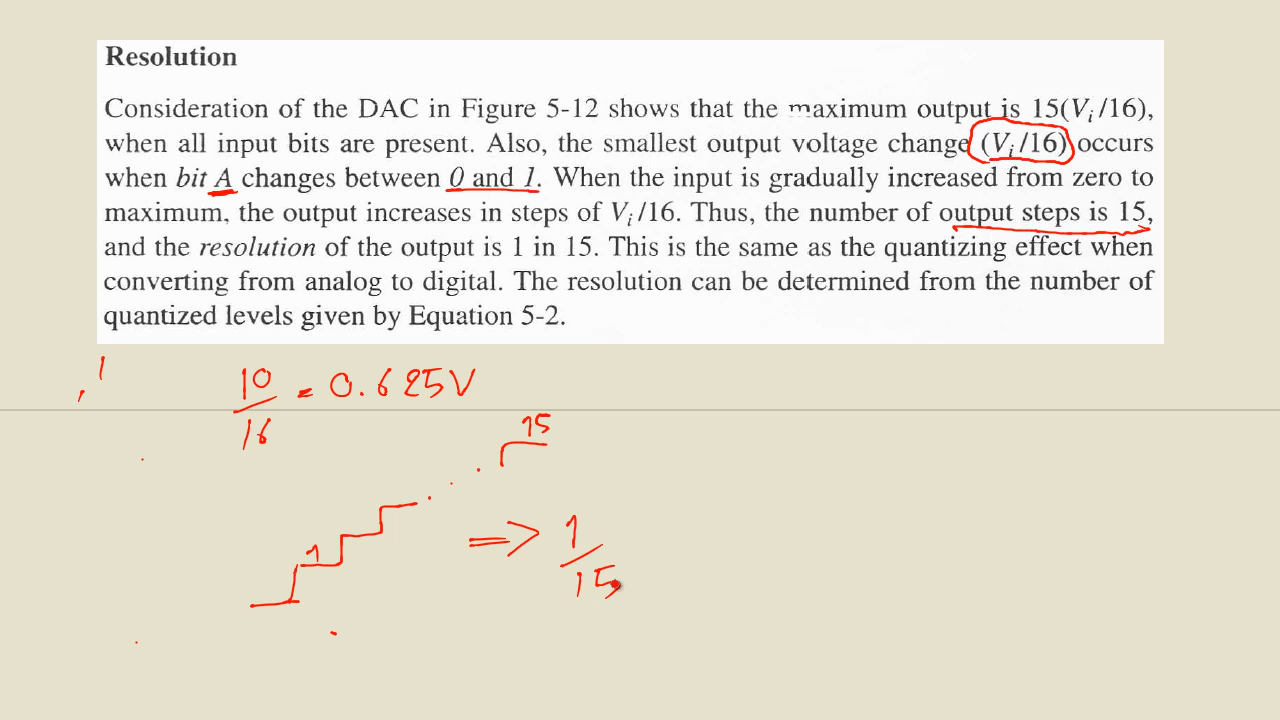 Resolution
Consideration of the DAC in Figure 5-12 shows that the maximum output is 15(Vi/16),
when all input bits are present. Also, the smallest output voltage change (Vi/16) occurs
when bit A changes between 0 and 1. When the input is gradually increased from zero to
maximum, the output increases in steps of Vi/16. Thus, the number of output steps is 15,
and the resolution of the output is 1 in 15. This is the same as the quantizing effect when
converting from analog to digital. The resolution can be determined from the number of
quantized levels given by Equation 5-2.
10/16 = 0.625V
15
1
⇒ 1/15